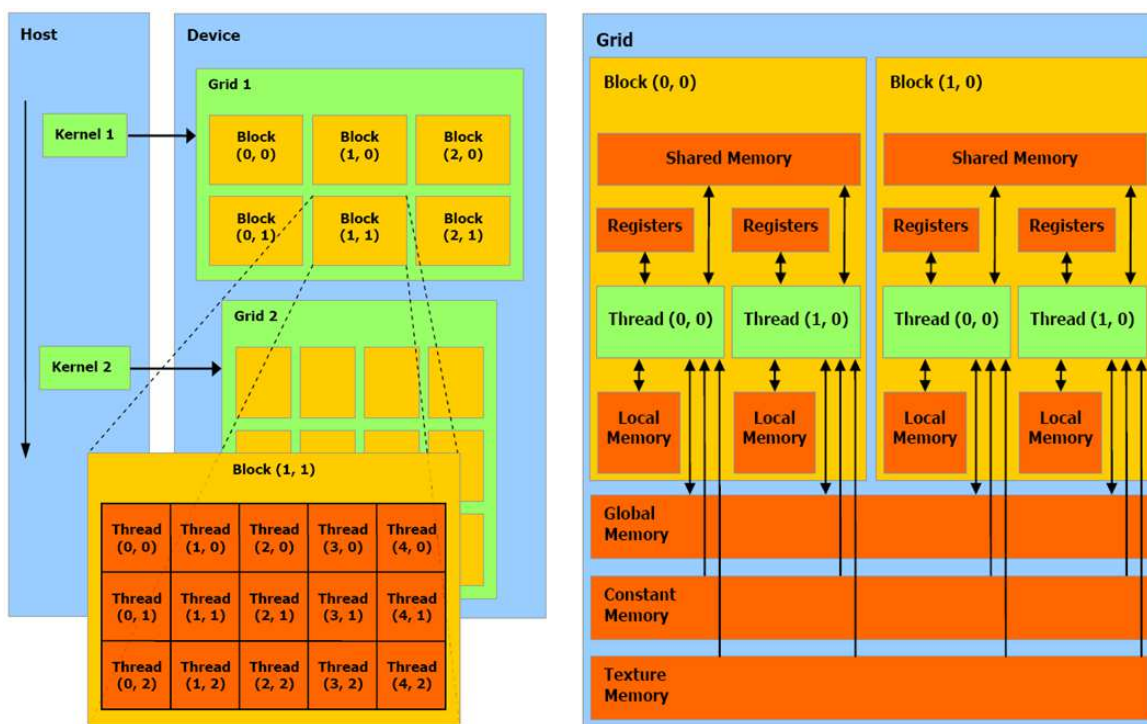 Host
Device
Grid 1
Kernel 1
Block
(0, 0)
Block
(1, 0)
Block
(2, 0)
Block
(0, 1)
Block
(1, 1)
Block
(2, 1)
Grid 2
Kernel 2
Block (1, 1)
Thread
(0, 0)
Thread
(1, 0)
Thread
(2, 0)
Thread
(3, 0)
Thread
(4, 0)
Thread
(0, 1)
Thread
(1, 1)
Thread
(2, 1)
Thread
(3, 1)
Thread
(4, 1)
Thread
(0, 2)
Thread
(1, 2)
Thread
(2, 2)
Thread
(3, 2)
Thread
(4, 2)
Grid
Block (0, 0)
Shared Memory
Registers
Registers
Thread (0, 0)
Thread (1, 0)
Local
Memory
Local
Memory
Block (1, 0)
Shared Memory
Registers
Registers
Thread (0, 0)
Thread (1, 0)
Local
Memory
Local
Memory
Global
Memory
Constant
Memory
Texture
Memory